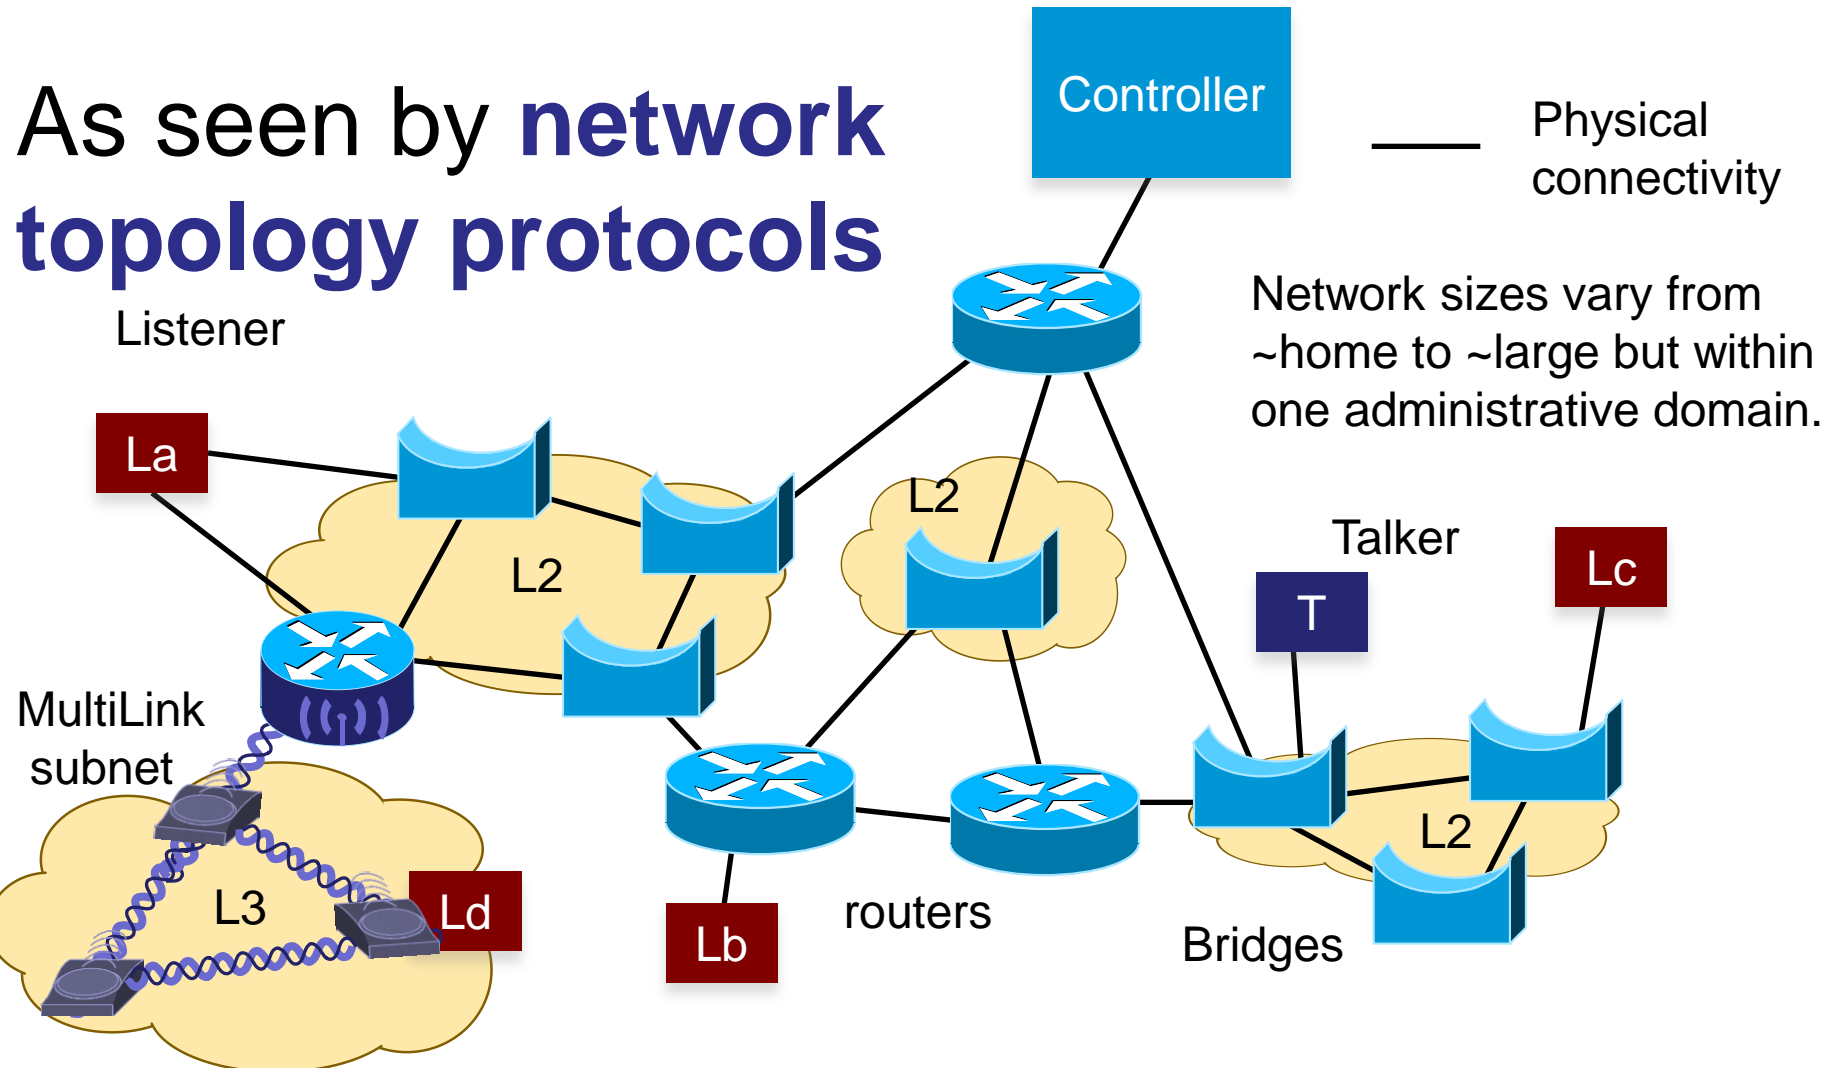 As seen by network
topology protocols
Controller
Physical
connectivity
Network sizes vary from
~home to ~large but within
one administrative domain.
Listener
La
L2
L2
Talker
T
Lc
MultiLink
subnet
L3
Ld
Lb
routers
Bridges
L2